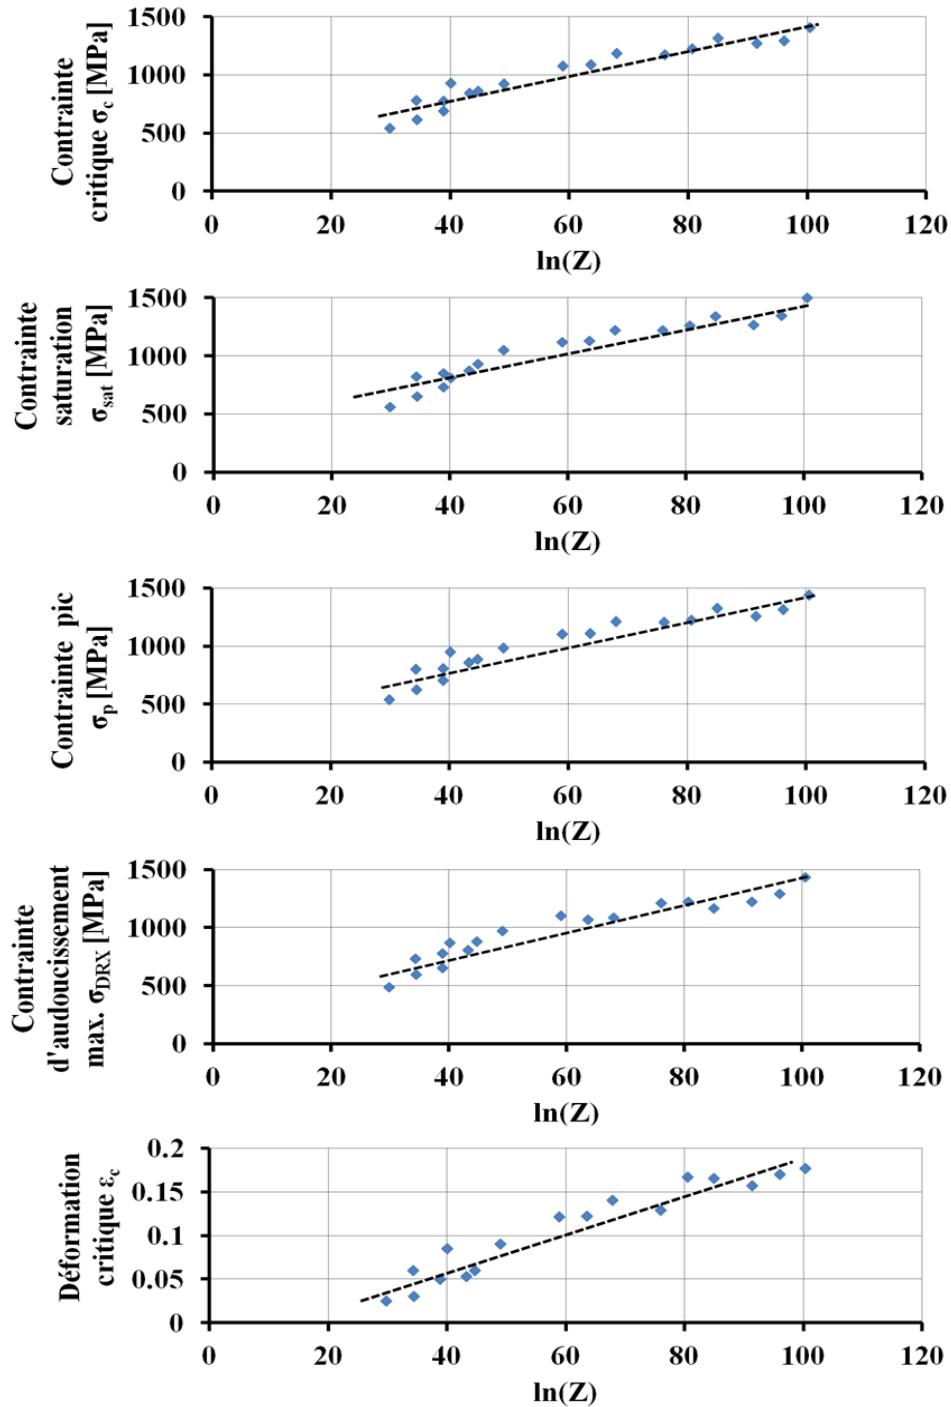 Contrainte
critique σc [MPa]
1500
1000
500
0
0 20 40 60 80 100 120
ln(Z)
Contrainte
saturation
σsat [MPa]
1500
1000
500
0
0 20 40 60 80 100 120
ln(Z)
Contrainte pic
σp [MPa]
1500
1000
500
0
0 20 40 60 80 100 120
ln(Z)
Contrainte
d'audoucissement
max. σDRX [MPa]
1500
1000
500
0
0 20 40 60 80 100 120
ln(Z)
Déformation
critique εc
0.2
0.15
0.1
0.05
0
0 20 40 60 80 100 120
ln(Z)